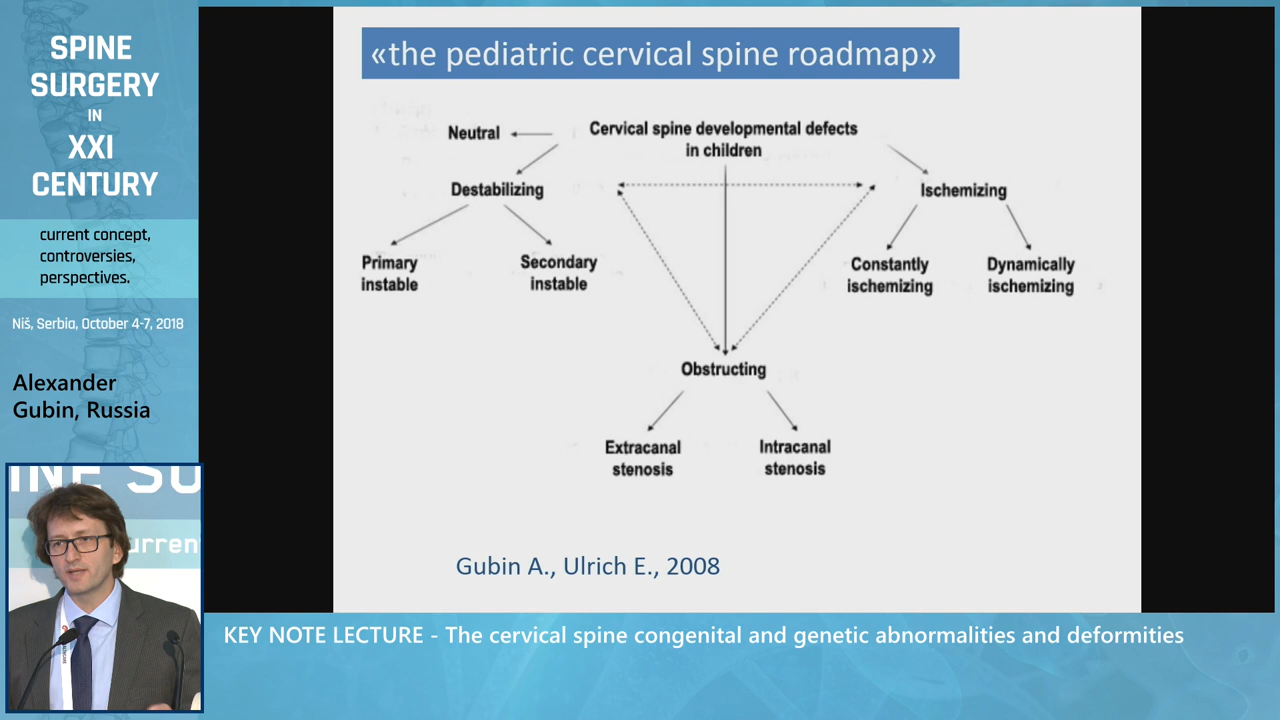 SPINE
SURGERY
IN
XXI
CENTURY
current concept,
controversies,
perspectives.
Niš, Serbia, October 4-7, 2018
Alexander
Gubin, Russia
INE SU
urren
«the pediatric cervical spine roadmap»
Neutral
Cervical spine developmental defects
in children
Destabilizing
Ischemizing
Primary
instable
Secondary
instable
Constantly
ischemizing
Dynamically
ischemizing
Obstructing
Extracanal
stenosis
Intracanal
stenosis
Gubin A., Ulrich E., 2008
KEY NOTE LECTURE - The cervical spine congenital and genetic abnormalities and deformities